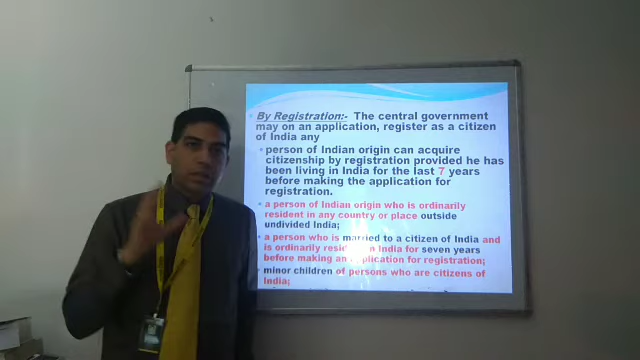 By Registration:- The central government
may on an application, register as a citizen
of India any
person of Indian origin can acquire
citizenship by registration provided he has
been living in India for the last 7 years
before making the application for
registration.
a person of Indian origin who is ordinarily
resident in any country or place outside
undivided India;
a person who is married to a citizen of India and
is ordinarily in India for seven years
before making an application for registration;
minor children of persons who are citizens of
India;